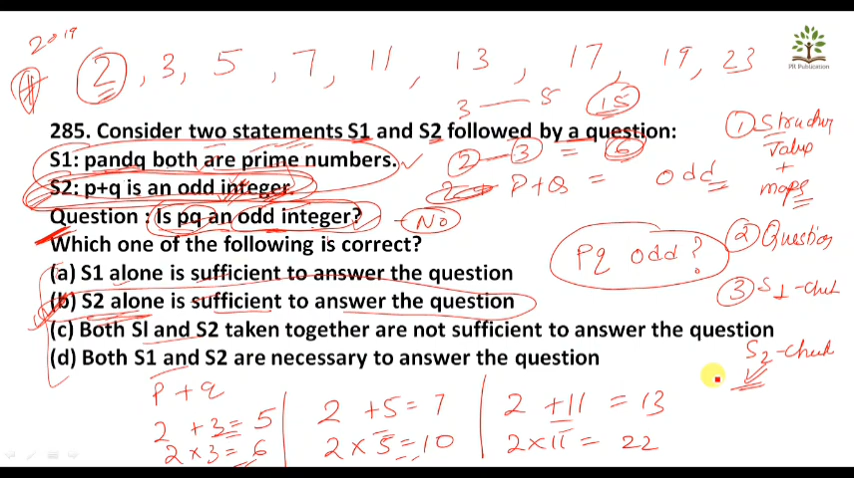 2019
2, 3, 5, 7, 11, 13, 17, 19, 23
PR Publication
3 — 5 15
285. Consider two statements S1 and S2 followed by a question:
① Structure
S1: pandq both are prime numbers.
2 — 3 = 6
Values
+
maps
S2: p+q is an odd integer
P+Q = odd
Question : Is pq an odd integer?
- No
② Question
Which one of the following is correct?
Pq odd?
(a) S1 alone is sufficient to answer the question
③ S1-check
(b) S2 alone is sufficient to answer the question
(c) Both Sl and S2 taken together are not sufficient to answer the question
S2-check
(d) Both S1 and S2 are necessary to answer the question
P + q
2 + 3 = 5
2 × 3 = 6
2 + 5 = 7
2 × 5 = 10
2 + 11 = 13
2 × 11 = 22